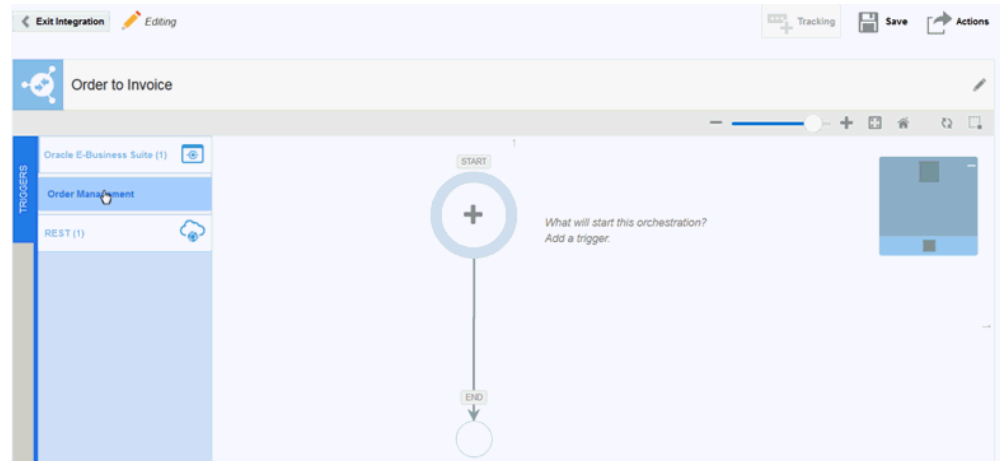 Exit Integration
Editing
Tracking
Save
Actions
Order to Invoice
TRIGGERS
Oracle E-Business Suite (1)
Order Management
REST (1)
START
What will start this orchestration?
Add a trigger.
END